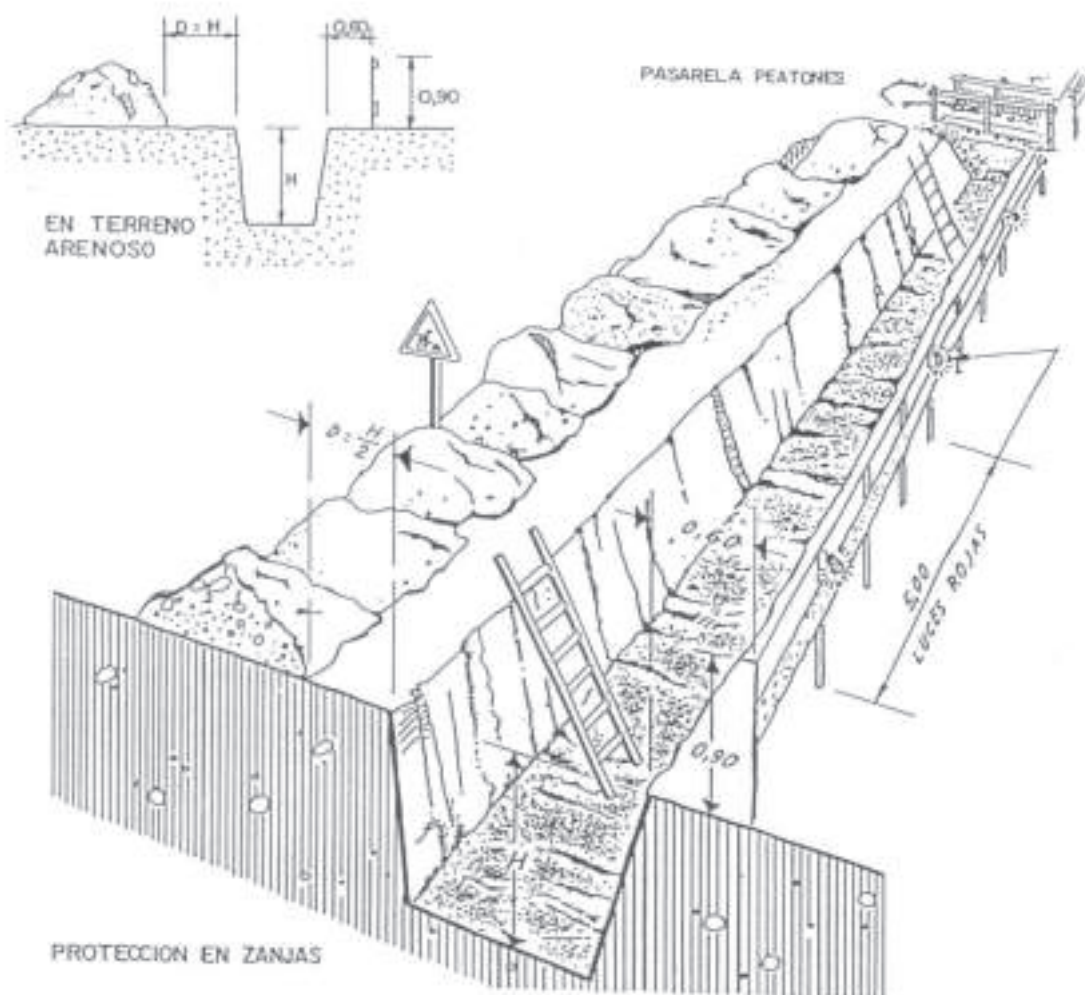 D = H
0,60
0,90
H
EN TERRENO
ARENOSO
PASARELA PEATONES
D = H/2
0,60
5,00
LUCES ROJAS
0,90
H
PROTECCION EN ZANJAS